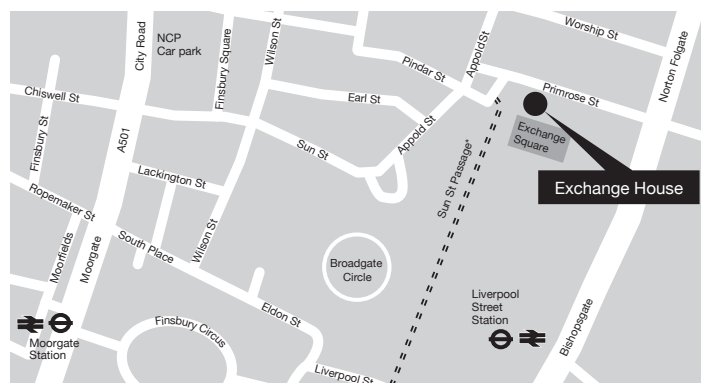 Worship St
Appold St
NCP
Car park
City Road
Finsbury Square
Wilson St
Norton Folgate
Pindar St
Primrose St
Chiswell St
Earl St
Exchange
Square
A501
Finsbury St
Sun St
Appold St
Lackington St
Sun St Passage*
Exchange House
Ropemaker St
Wilson St
South Place
Moorfields
Moorgate
Broadgate
Circle
Liverpool
Street
Station
Eldon St
Bishopsgate
Finsbury Circus
Moorgate
Station
Liverpool St